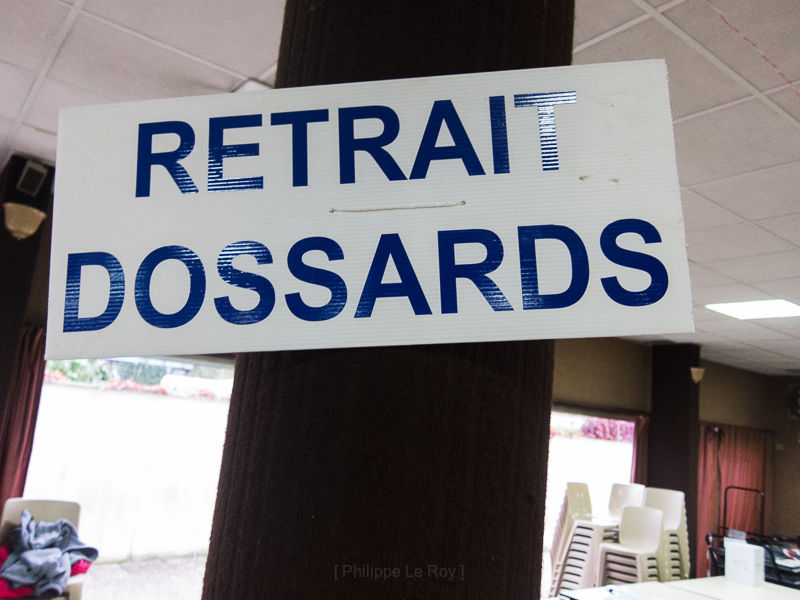 RETRAIT
DOSSARDS
[ Philippe Le Roy ]